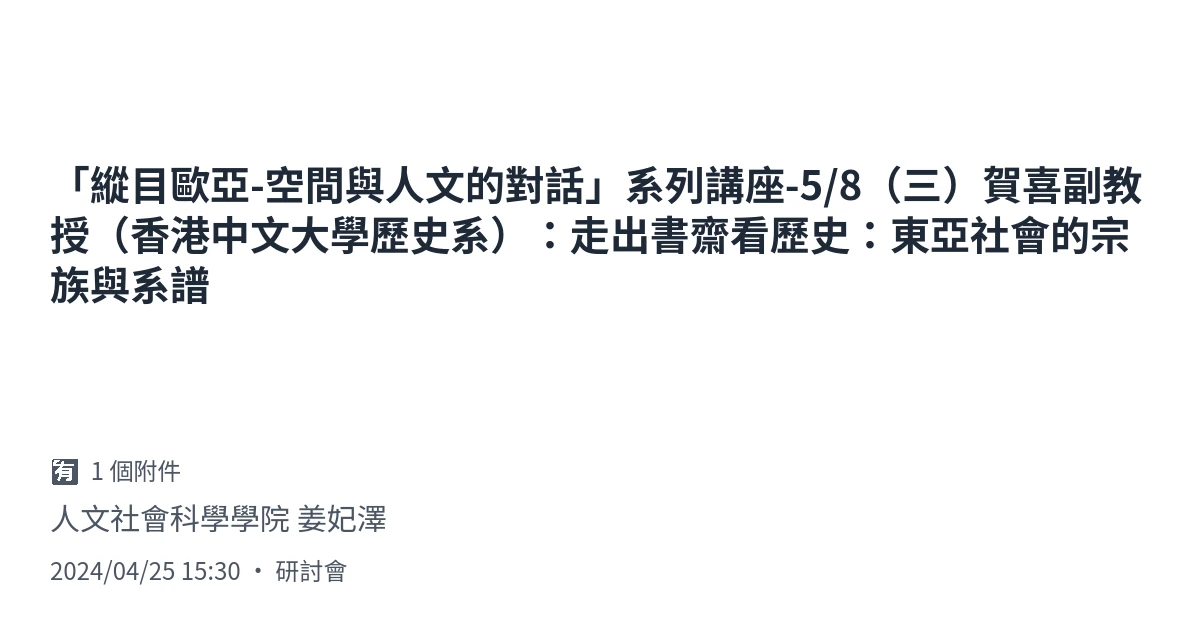 「縱目歐亞-空間與人文的對話」系列講座-5/8（三）賀喜副教
授（香港中文大學歷史系）：走出書齋看歷史：東亞社會的宗
族與系譜
有 1 個附件
人文社會科學學院 姜妃澤
2024/04/25 15:30 • 研討會